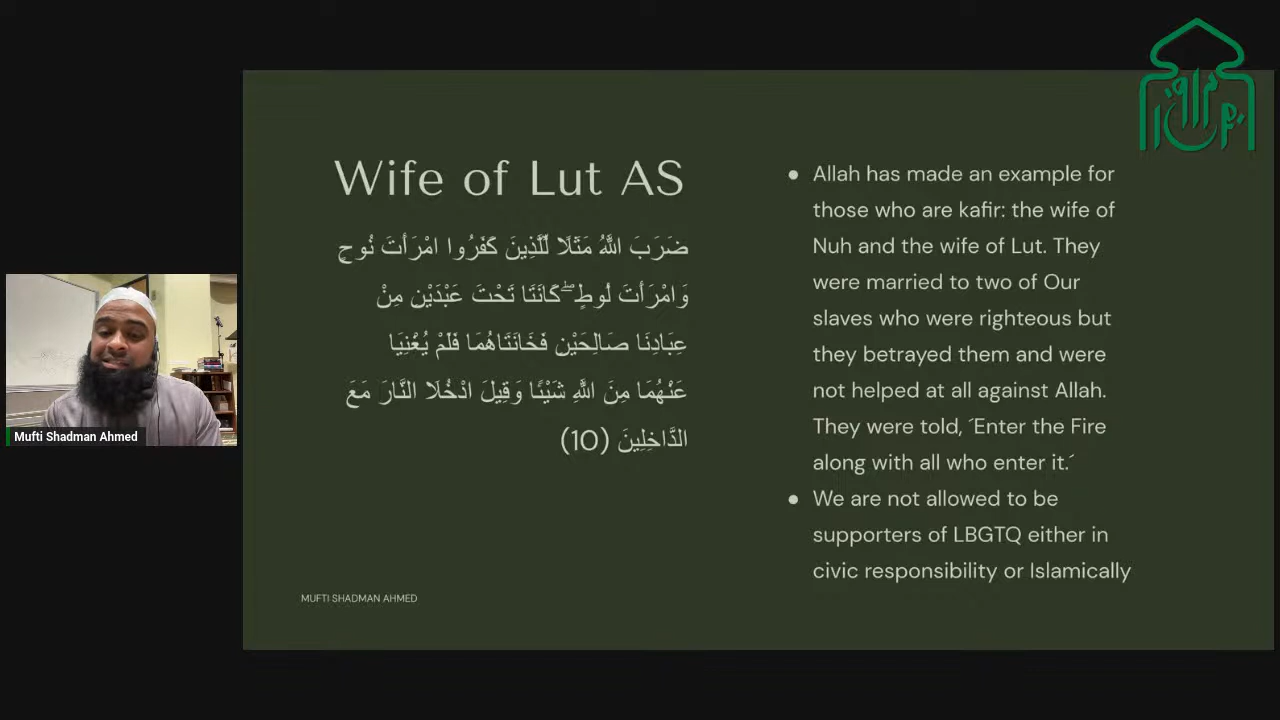 Wife of Lut AS
ضَرَبَ اللَّهُ مَثَلًا لِّلَّذِينَ كَفَرُوا امْرَأَتَ نُوحٍ
وَامْرَأَتَ لُوطٍ ۖ كَانَتَا تَحْتَ عَبْدَيْنِ مِنْ
عِبَادِنَا صَالِحَيْنِ فَخَانَتَاهُمَا فَلَمْ يُغْنِيَا
عَنْهُمَا مِنَ اللَّهِ شَيْئًا وَقِيلَ ادْخُلَا النَّارَ مَعَ
الدَّاخِلِينَ (10)
MUFTI SHADMAN AHMED
● Allah has made an example for
those who are kafir: the wife of
Nuh and the wife of Lut. They
were married to two of Our
slaves who were righteous but
they betrayed them and were
not helped at all against Allah.
They were told, ´Enter the Fire
along with all who enter it.´
● We are not allowed to be
supporters of LBGTQ either in
civic responsibility or Islamically
Mufti Shadman Ahmed